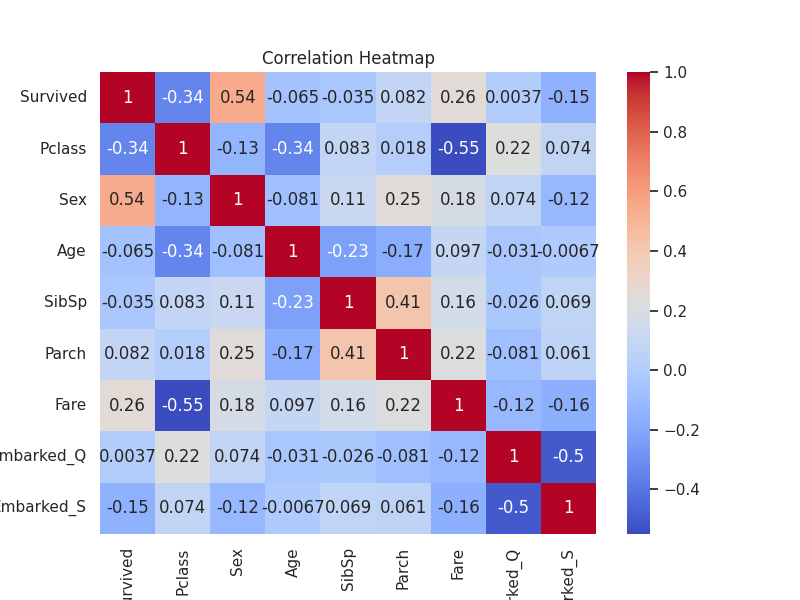 Correlation Heatmap
Survived 1 -0.34 0.54 -0.065 -0.035 0.082 0.26 0.0037 -0.15
Pclass -0.34 1 -0.13 -0.34 0.083 0.018 -0.55 0.22 0.074
Sex 0.54 -0.13 1 -0.081 0.11 0.25 0.18 0.074 -0.12
Age -0.065 -0.34 -0.081 1 -0.23 -0.17 0.097 -0.031 -0.0067
SibSp -0.035 0.083 0.11 -0.23 1 0.41 0.16 -0.026 0.069
Parch 0.082 0.018 0.25 -0.17 0.41 1 0.22 -0.081 0.061
Fare 0.26 -0.55 0.18 0.097 0.16 0.22 1 -0.12 -0.16
mbarked_Q 0.0037 0.22 0.074 -0.031 -0.026 -0.081 -0.12 1 -0.5
mbarked_S -0.15 0.074 -0.12 -0.0067 0.069 0.061 -0.16 -0.5 1
urvived Pclass Sex Age SibSp Parch Fare rked_Q rked_S
1.0
0.8
0.6
0.4
0.2
0.0
−0.2
−0.4